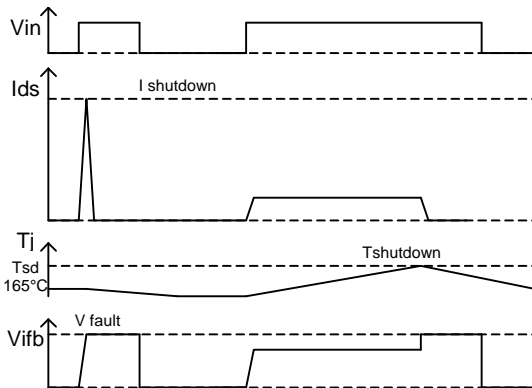 Vin
Ids
I shutdown
Tj
Tsd
165°C
Tshutdown
Vifb
V fault